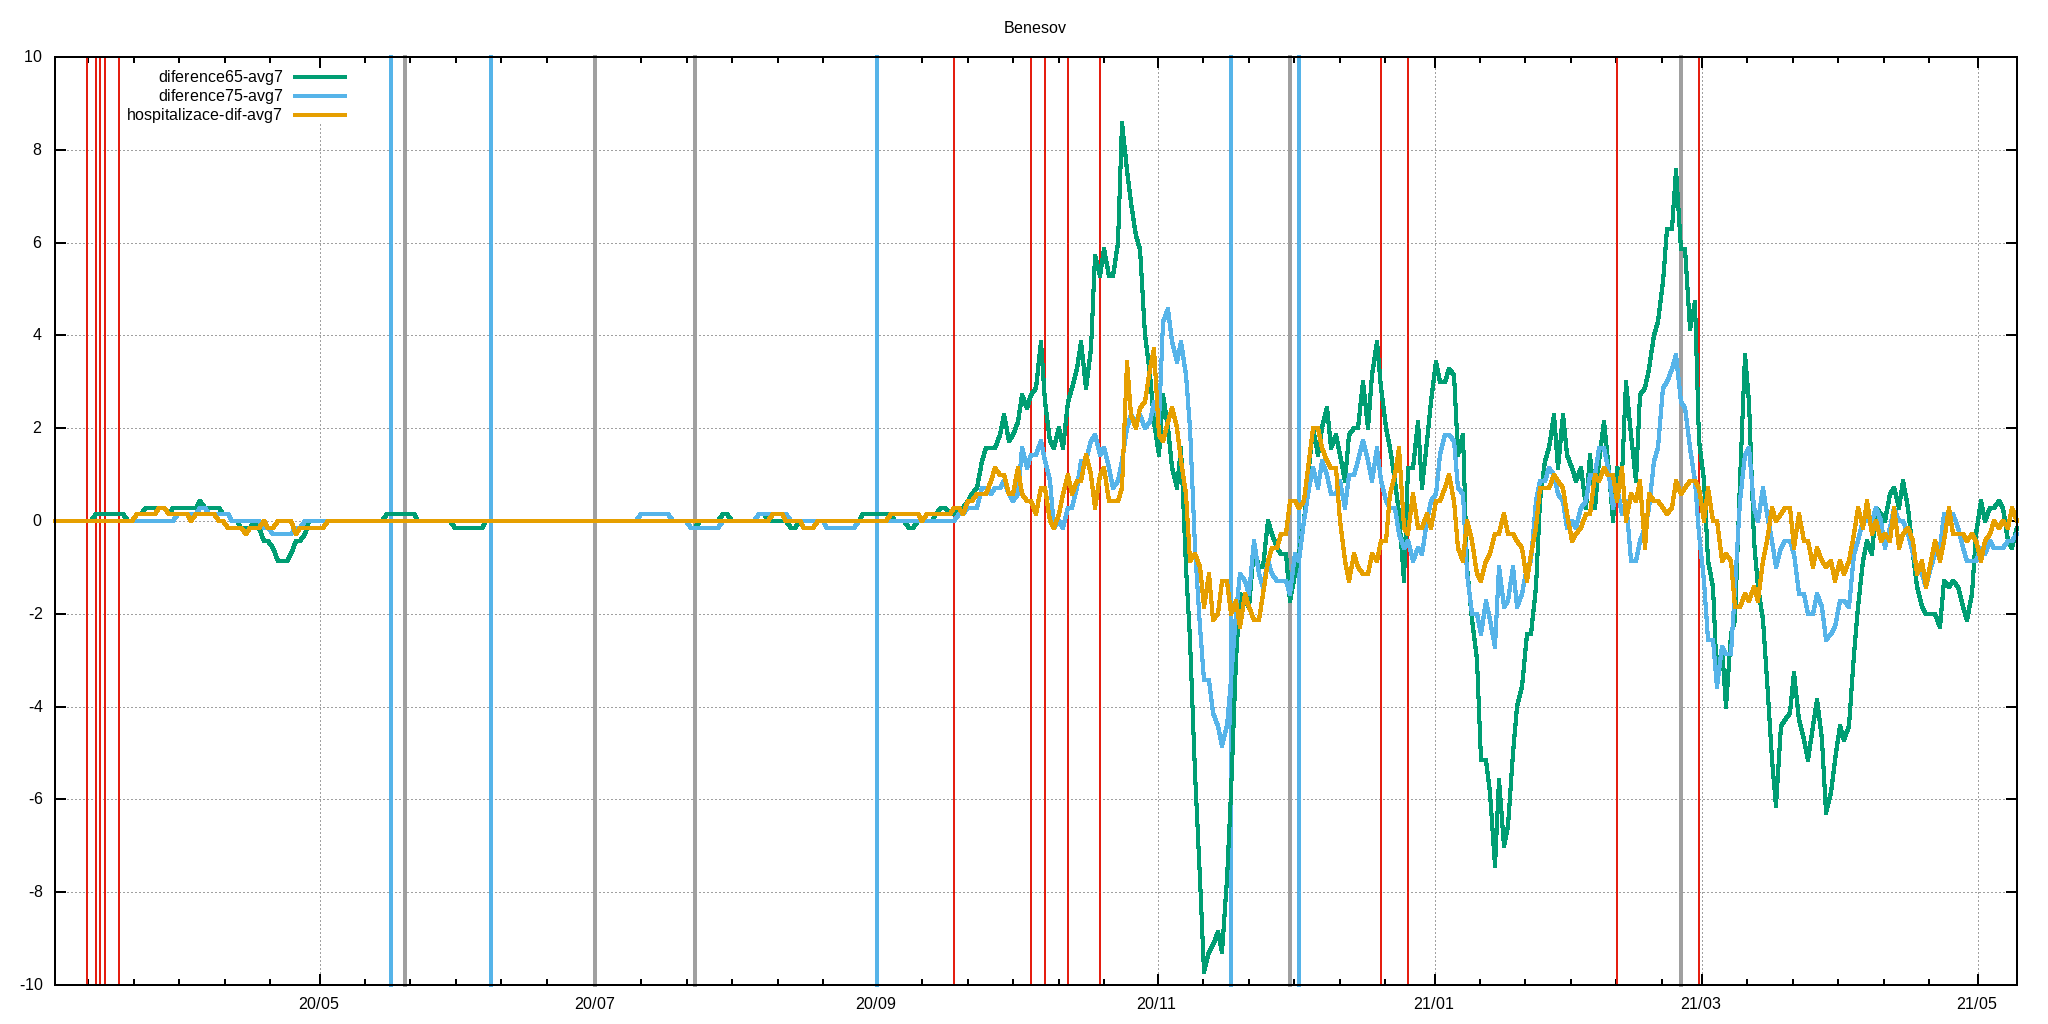 Benesov
diference65-avg7
diference75-avg7
hospitalizace-dif-avg7
10
8
6
4
2
0
-2
-4
-6
-8
-10
20/05 20/07 20/09 20/11 21/01 21/03 21/05